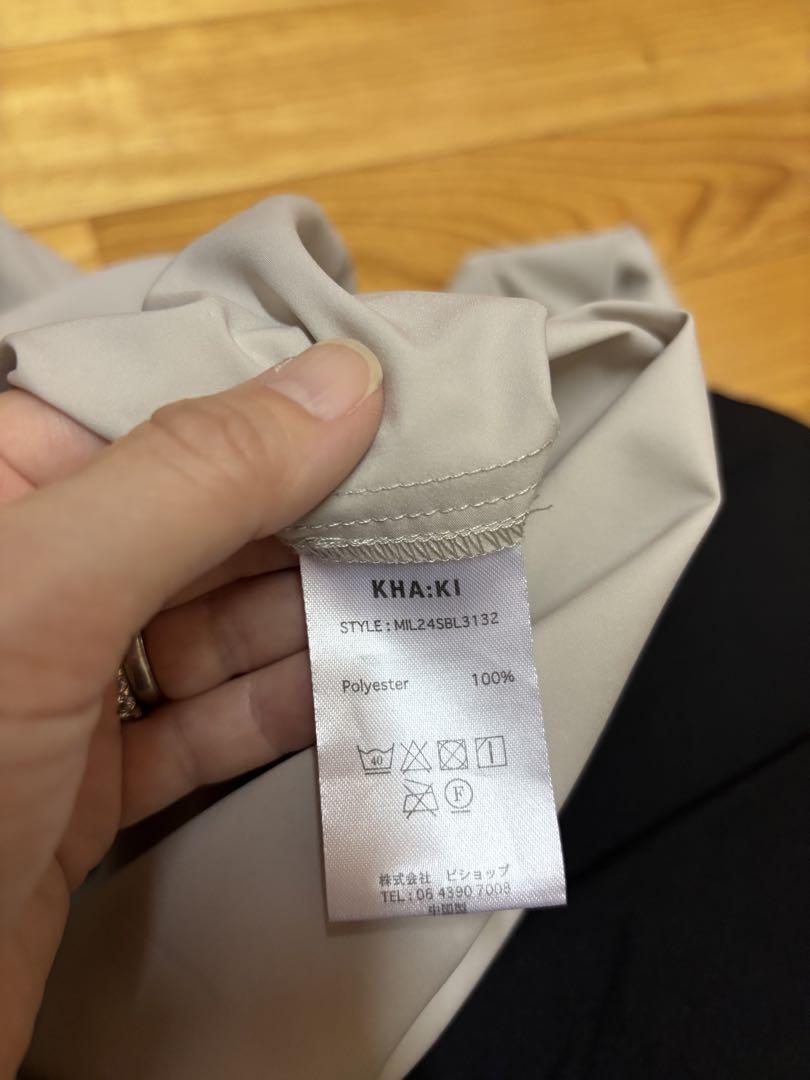 KHA:KI
STYLE : MIL24SBL3132
Polyester 100%
40
F
株式会社 ビショップ
TEL : 06 4390 7008
中国製